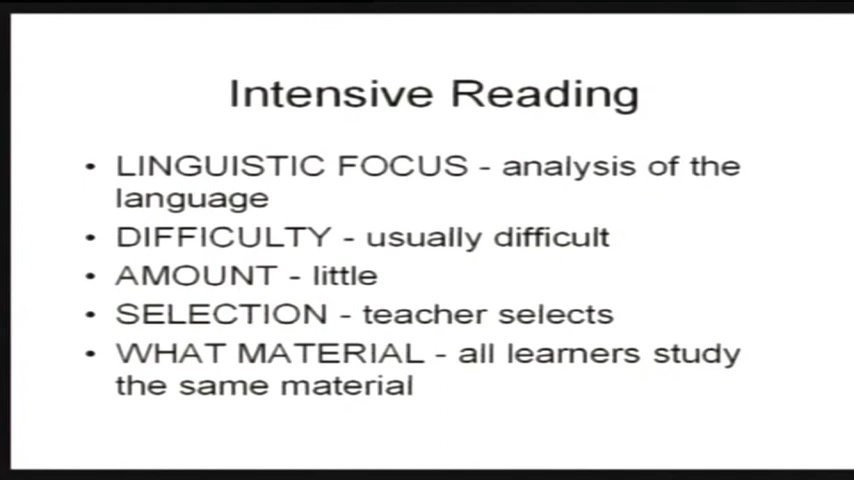 Intensive Reading
• LINGUISTIC FOCUS - analysis of the
language
• DIFFICULTY - usually difficult
• AMOUNT - little
• SELECTION - teacher selects
• WHAT MATERIAL - all learners study
the same material